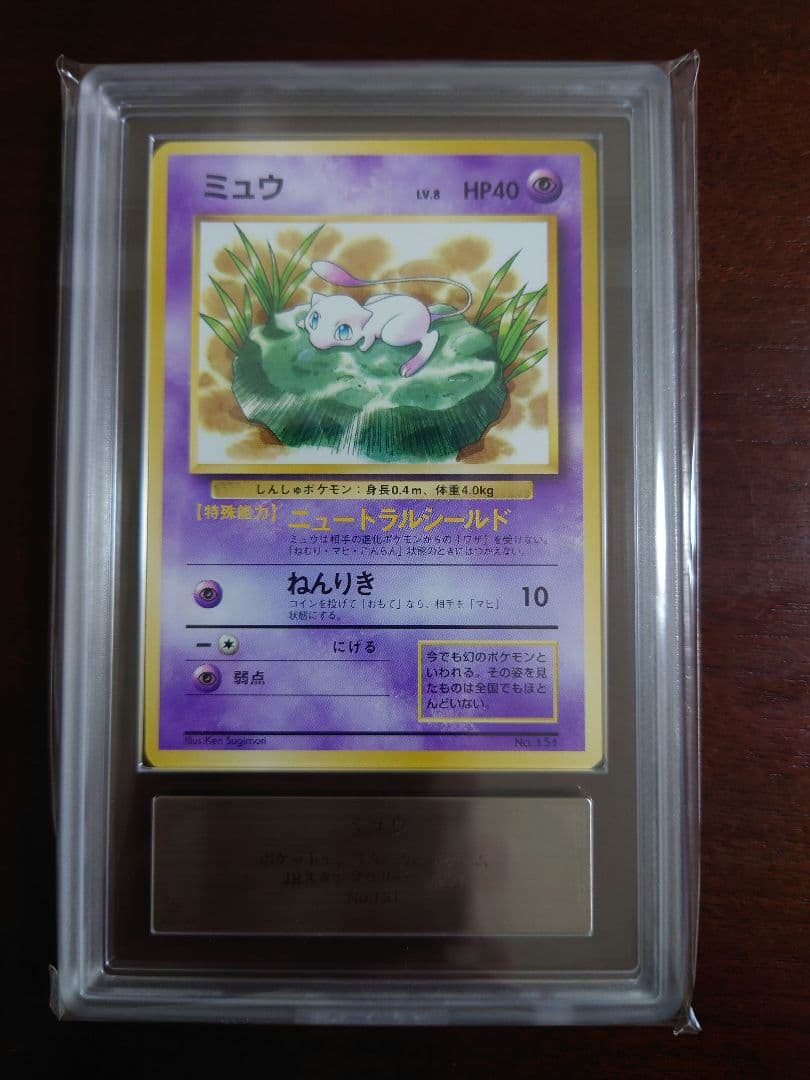 ミュウ LV.8 HP40
しんしゅポケモン：身長0.4m、体重4.0kg
【特殊能力】ニュートラルシールド
ミュウは相手の進化ポケモンからの「ワザ」を受けない。
「ねむり・マヒ・こんらん」状態のときにはつかえない。
ねんりき 10
コインを投げて「おもて」なら、相手を「マヒ」
状態にする。
にげる
弱点
今でも幻のポケモンと
いわれる。その姿を見
たものは全国でもほと
んどいない。
Illus.Ken Sugimori No.151
ミュウ
No.151